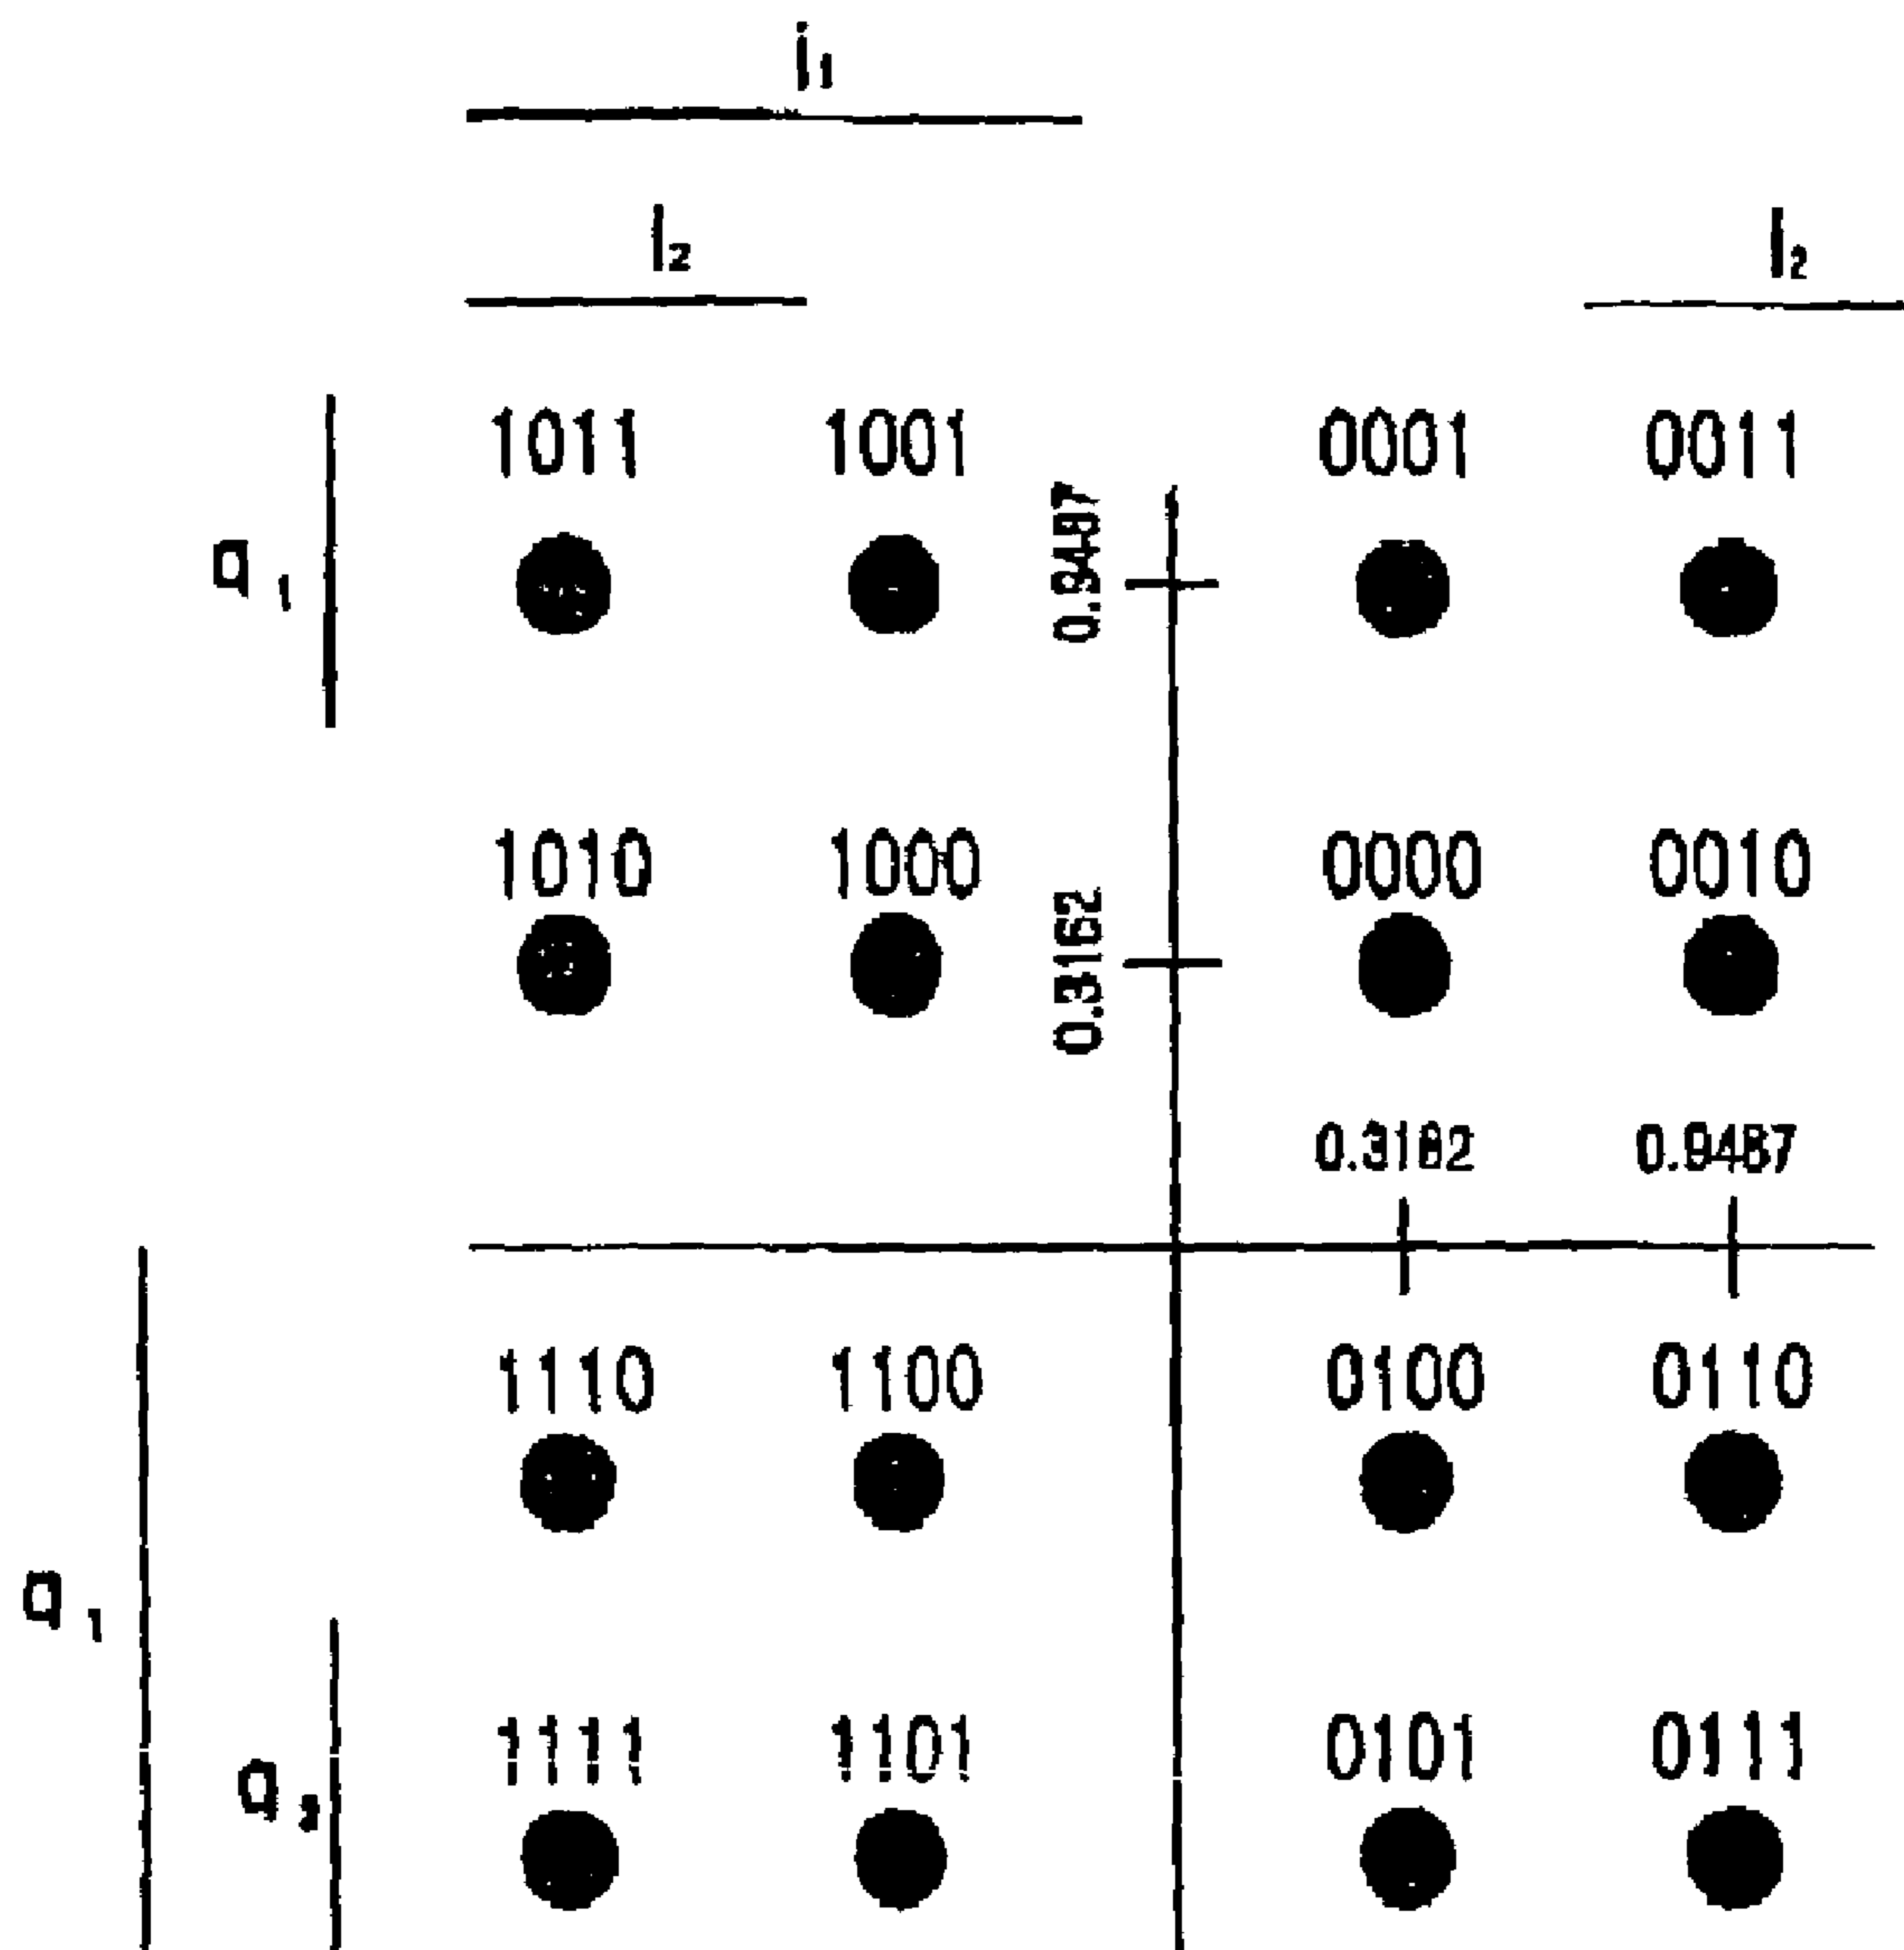 i₁
i₂ i₂
1011 1001 0001 0011
q₁
0.9487
1010 1000 0000 0010
0.3162
0.3162 0.9487
1110 1100 0100 0110
q₁
1111 1101 0101 0111
q₂